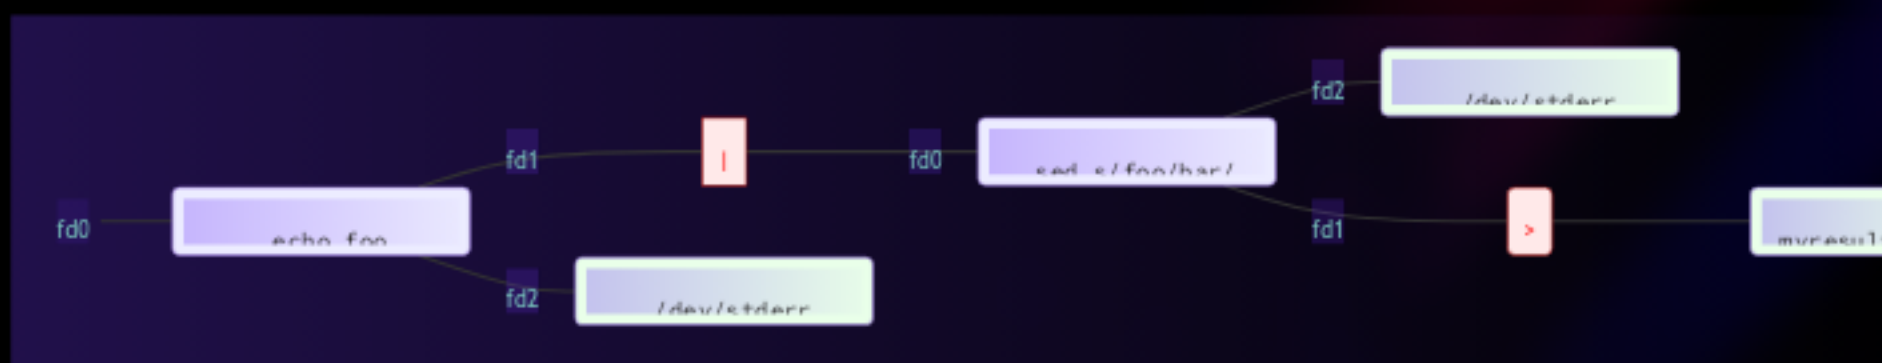 fd0
echo foo
fd1
|
fd2
/dev/stderr
fd0
sed s/foo/bar/
fd2
/dev/stderr
fd1
>